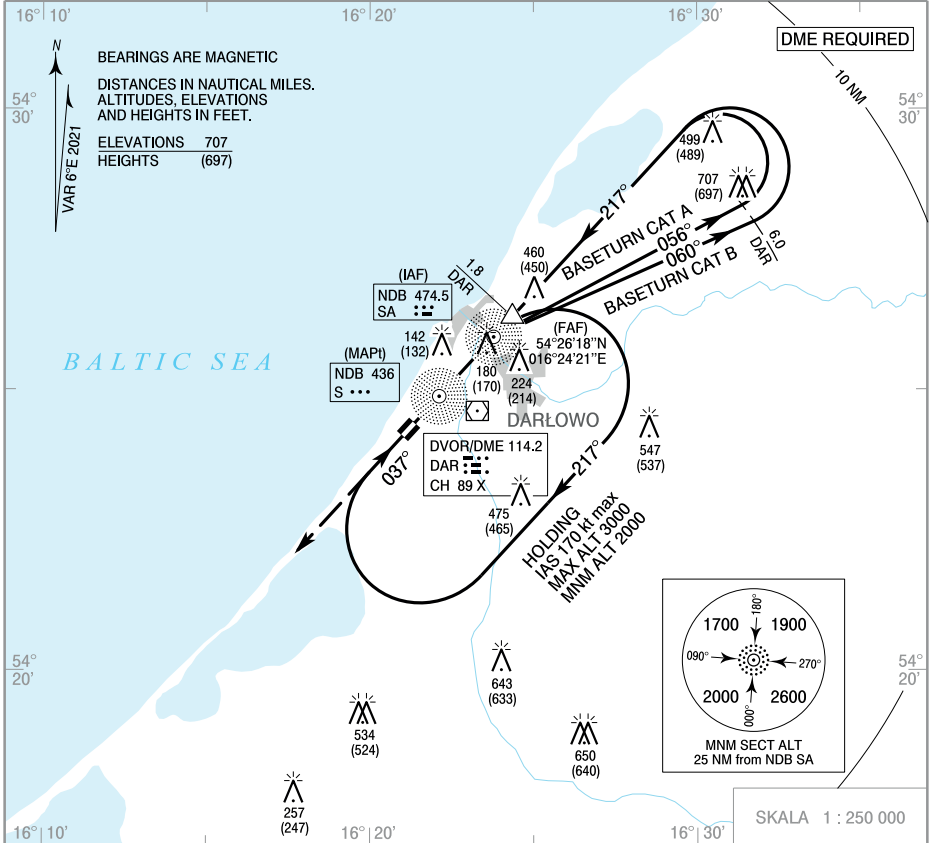 16° 10'
16° 20'
16° 30'
54°
30'
54°
30'
N
VAR 6°E 2021
BEARINGS ARE MAGNETIC
DISTANCES IN NAUTICAL MILES.
ALTITUDES, ELEVATIONS
AND HEIGHTS IN FEET.
ELEVATIONS 707
HEIGHTS (697)
DME REQUIRED
10 NM
499
(489)
707
(697)
217°
BASETURN CAT A
056°
060°
BASETURN CAT B
6.0
DAR
460
(450)
1.8
DAR
(IAF)
NDB 474.5
SA
142
(132)
(MAPt)
NDB 436
S
BALTIC SEA
180
(170)
(FAF)
54°26'18"N
016°24'21"E
224
(214)
DARŁOWO
DVOR/DME 114.2
DAR
CH 89 X
037°
217°
547
(537)
475
(465)
HOLDING
IAS 170 kt max
MAX ALT 3000
MNM ALT 2000
643
(633)
534
(524)
650
(640)
257
(247)
180°
1700 1900
090° 270°
2000 2600
000°
MNM SECT ALT
25 NM from NDB SA
54°
20'
54°
20'
SKALA 1 : 250 000
16° 10'
16° 20'
16° 30'